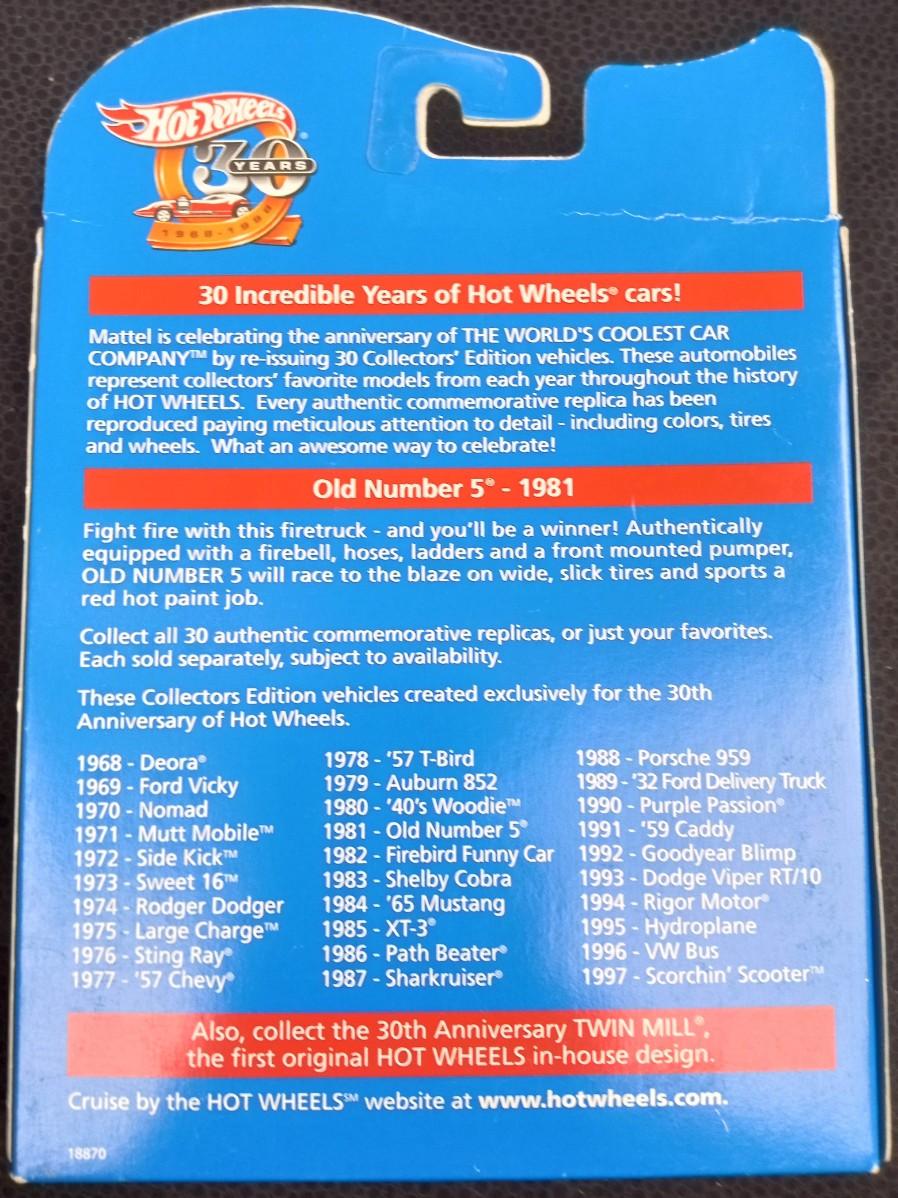 HOT WHEELS®
30
YEARS
1968-1998
30 Incredible Years of Hot Wheels® cars!
Mattel is celebrating the anniversary of THE WORLD'S COOLEST CAR
COMPANY™ by re-issuing 30 Collectors' Edition vehicles. These automobiles
represent collectors' favorite models from each year throughout the history
of HOT WHEELS. Every authentic commemorative replica has been
reproduced paying meticulous attention to detail - including colors, tires
and wheels. What an awesome way to celebrate!
Old Number 5® - 1981
Fight fire with this firetruck - and you'll be a winner! Authentically
equipped with a firebell, hoses, ladders and a front mounted pumper,
OLD NUMBER 5 will race to the blaze on wide, slick tires and sports a
red hot paint job.
Collect all 30 authentic commemorative replicas, or just your favorites.
Each sold separately, subject to availability.
These Collectors Edition vehicles created exclusively for the 30th
Anniversary of Hot Wheels.
1968 - Deora®
1969 - Ford Vicky
1970 - Nomad
1971 - Mutt Mobile™
1972 - Side Kick™
1973 - Sweet 16™
1974 - Rodger Dodger
1975 - Large Charge™
1976 - Sting Ray®
1977 - '57 Chevy®
1978 - '57 T-Bird
1979 - Auburn 852
1980 - '40's Woodie™
1981 - Old Number 5®
1982 - Firebird Funny Car
1983 - Shelby Cobra
1984 - '65 Mustang
1985 - XT-3®
1986 - Path Beater®
1987 - Sharkruiser®
1988 - Porsche 959
1989 - '32 Ford Delivery Truck
1990 - Purple Passion®
1991 - '59 Caddy
1992 - Goodyear Blimp
1993 - Dodge Viper RT/10
1994 - Rigor Motor®
1995 - Hydroplane
1996 - VW Bus
1997 - Scorchin' Scooter™
Also, collect the 30th Anniversary TWIN MILL®,
the first original HOT WHEELS in-house design.
Cruise by the HOT WHEELS℠ website at www.hotwheels.com.
18870